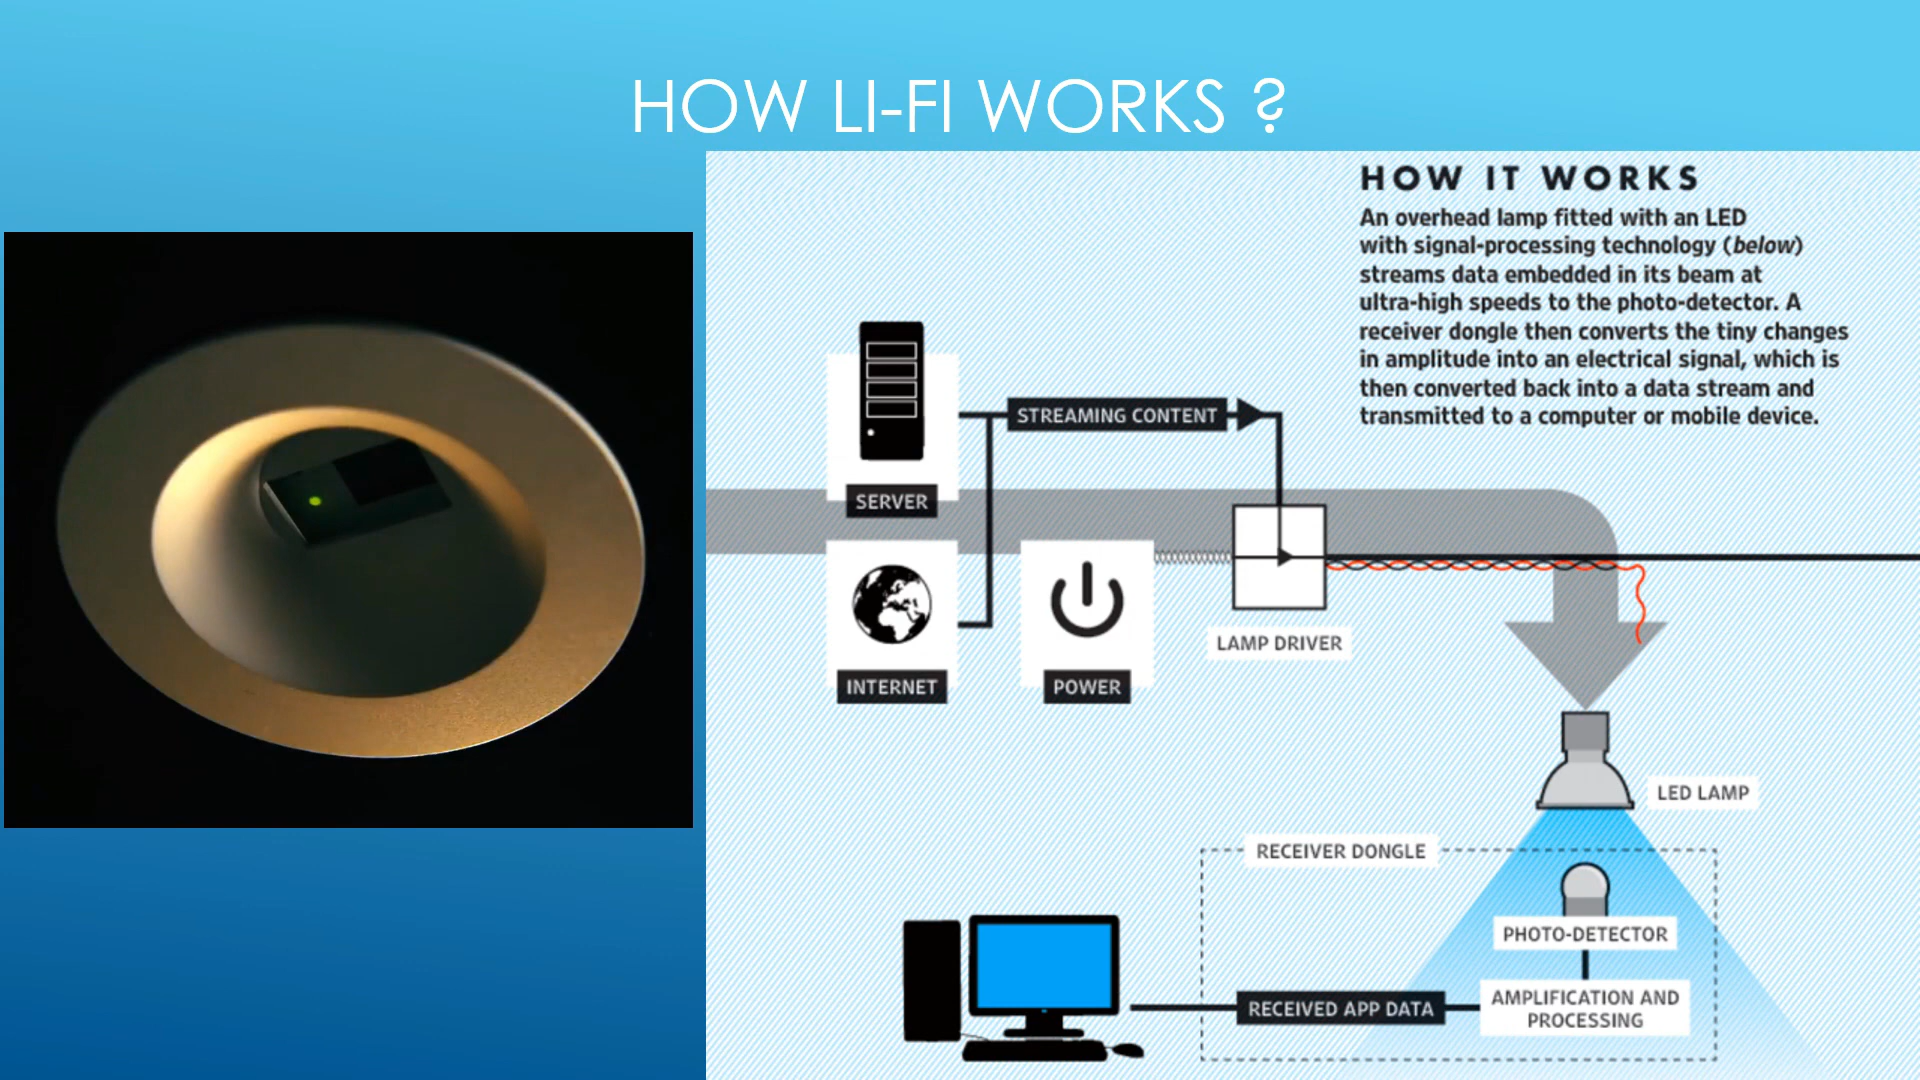 HOW LI-FI WORKS ?
HOW IT WORKS
An overhead lamp fitted with an LED
with signal-processing technology (below)
streams data embedded in its beam at
ultra-high speeds to the photo-detector. A
receiver dongle then converts the tiny changes
in amplitude into an electrical signal, which is
then converted back into a data stream and
transmitted to a computer or mobile device.
STREAMING CONTENT
SERVER
INTERNET
POWER
LAMP DRIVER
LED LAMP
RECEIVER DONGLE
PHOTO-DETECTOR
RECEIVED APP DATA
AMPLIFICATION AND
PROCESSING